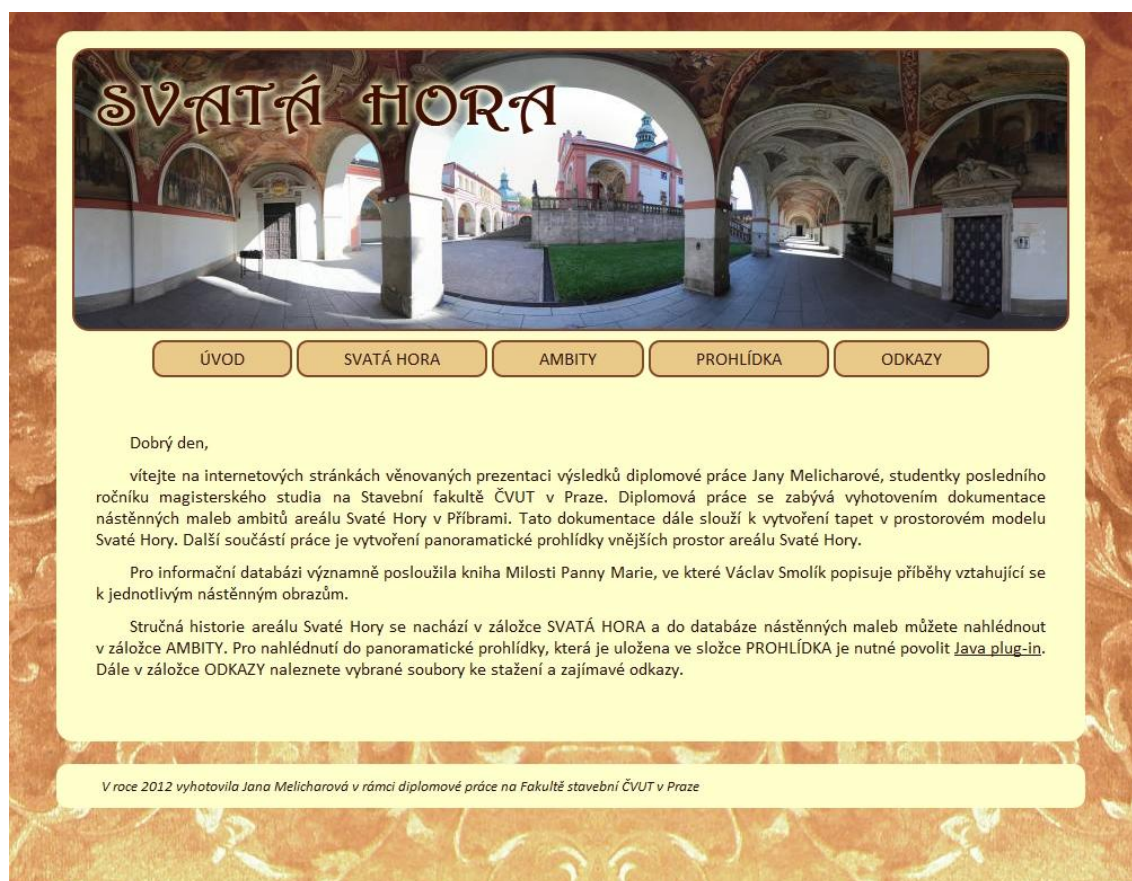 SVATÁ HORA
ÚVOD
SVATÁ HORA
AMBITY
PROHLÍDKA
ODKAZY
Dobrý den,
vítejte na internetových stránkách věnovaných prezentaci výsledků diplomové práce Jany Melicharové, studentky posledního
ročníku magisterského studia na Stavební fakultě ČVUT v Praze. Diplomová práce se zabývá vyhotovením dokumentace
nástěnných maleb ambitů areálu Svaté Hory v Příbrami. Tato dokumentace dále slouží k vytvoření tapet v prostorovém modelu
Svaté Hory. Další součástí práce je vytvoření panoramatické prohlídky vnějších prostor areálu Svaté Hory.
Pro informační databázi významně posloužila kniha Milosti Panny Marie, ve které Václav Smolík popisuje příběhy vztahující se
k jednotlivým nástěnným obrazům.
Stručná historie areálu Svaté Hory se nachází v záložce SVATÁ HORA a do databáze nástěnných maleb můžete nahlédnout
v záložce AMBITY. Pro nahlédnutí do panoramatické prohlídky, která je uložena ve složce PROHLÍDKA je nutné povolit Java plug-in.
Dále v záložce ODKAZY naleznete vybrané soubory ke stažení a zajímavé odkazy.
V roce 2012 vyhotovila Jana Melicharová v rámci diplomové práce na Fakultě stavební ČVUT v Praze